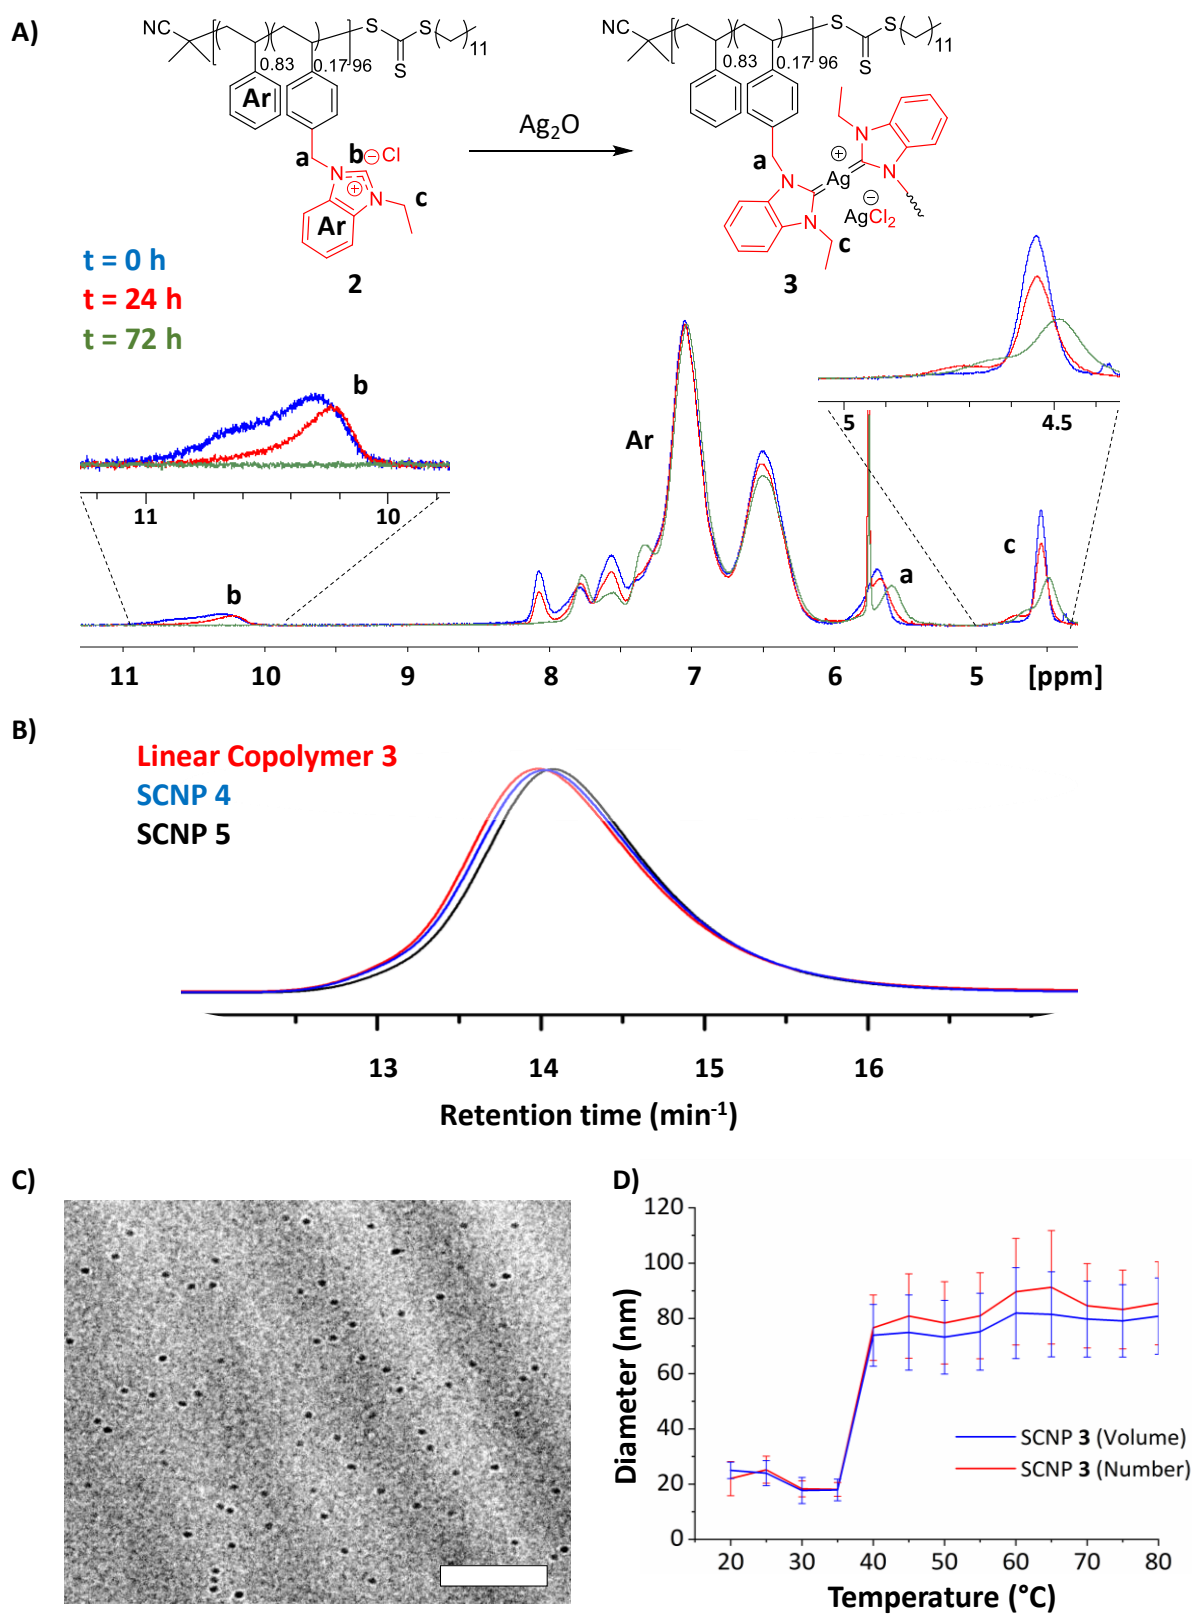 A)
NC
0.83
0.17
96
S
S
S
11
Ar
a
b
⊖Cl
N
⊕
N
c
Ar
2
Ag2O
NC
0.83
0.17
96
S
S
S
11
a
N
N
⊕
Ag
N
N
⊖
AgCl2
c
3
t = 0 h
t = 24 h
t = 72 h
b
11
10
Ar
5
4.5
b
a
c
11 10 9 8 7 6 5 [ppm]
B)
Linear Copolymer 3
SCNP 4
SCNP 5
13 14 15 16
Retention time (min-1)
C)
D)
120
100
80
60
40
20
0
Diameter (nm)
SCNP 3 (Volume)
SCNP 3 (Number)
20 30 40 50 60 70 80
Temperature (°C)